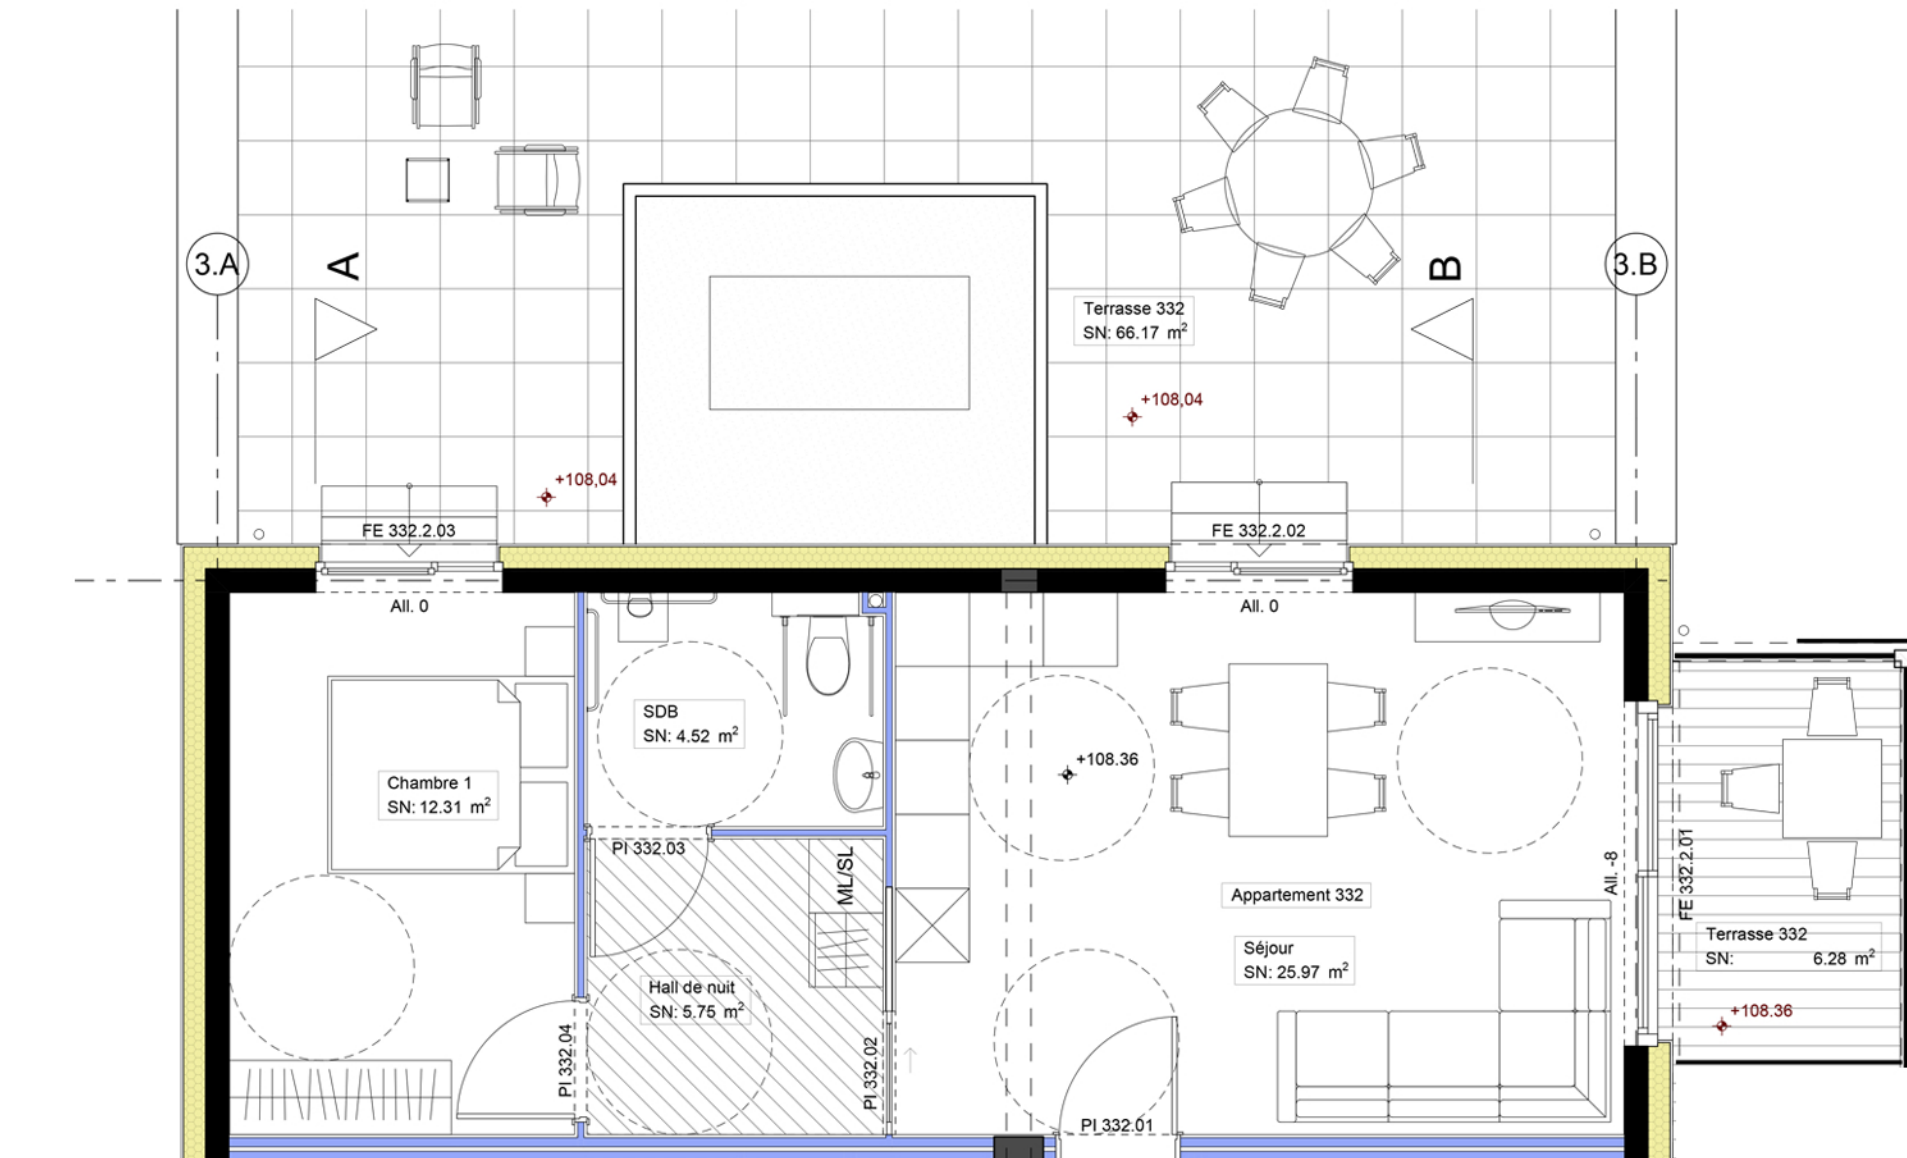 3.A
A
B
3.B
Terrasse 332
SN: 66.17 m²
+108,04
+108,04
FE 332.2.03
FE 332.2.02
All. 0
All. 0
SDB
SN: 4.52 m²
+108.36
Chambre 1
SN: 12.31 m²
PI 332.03
ML/SL
All. -8
FE 332.2.01
Appartement 332
Terrasse 332
SN: 6.28 m²
Séjour
SN: 25.97 m²
Hall de nuit
SN: 5.75 m²
+108.36
PI 332.04
PI 332.02
PI 332.01